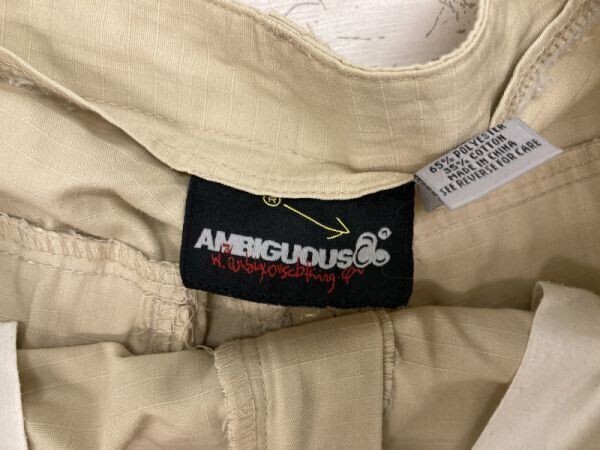 ®
AMBIGUOUS
65% POLYESTER
35% COTTON
MADE IN CHINA
SEE REVERSE FOR CARE